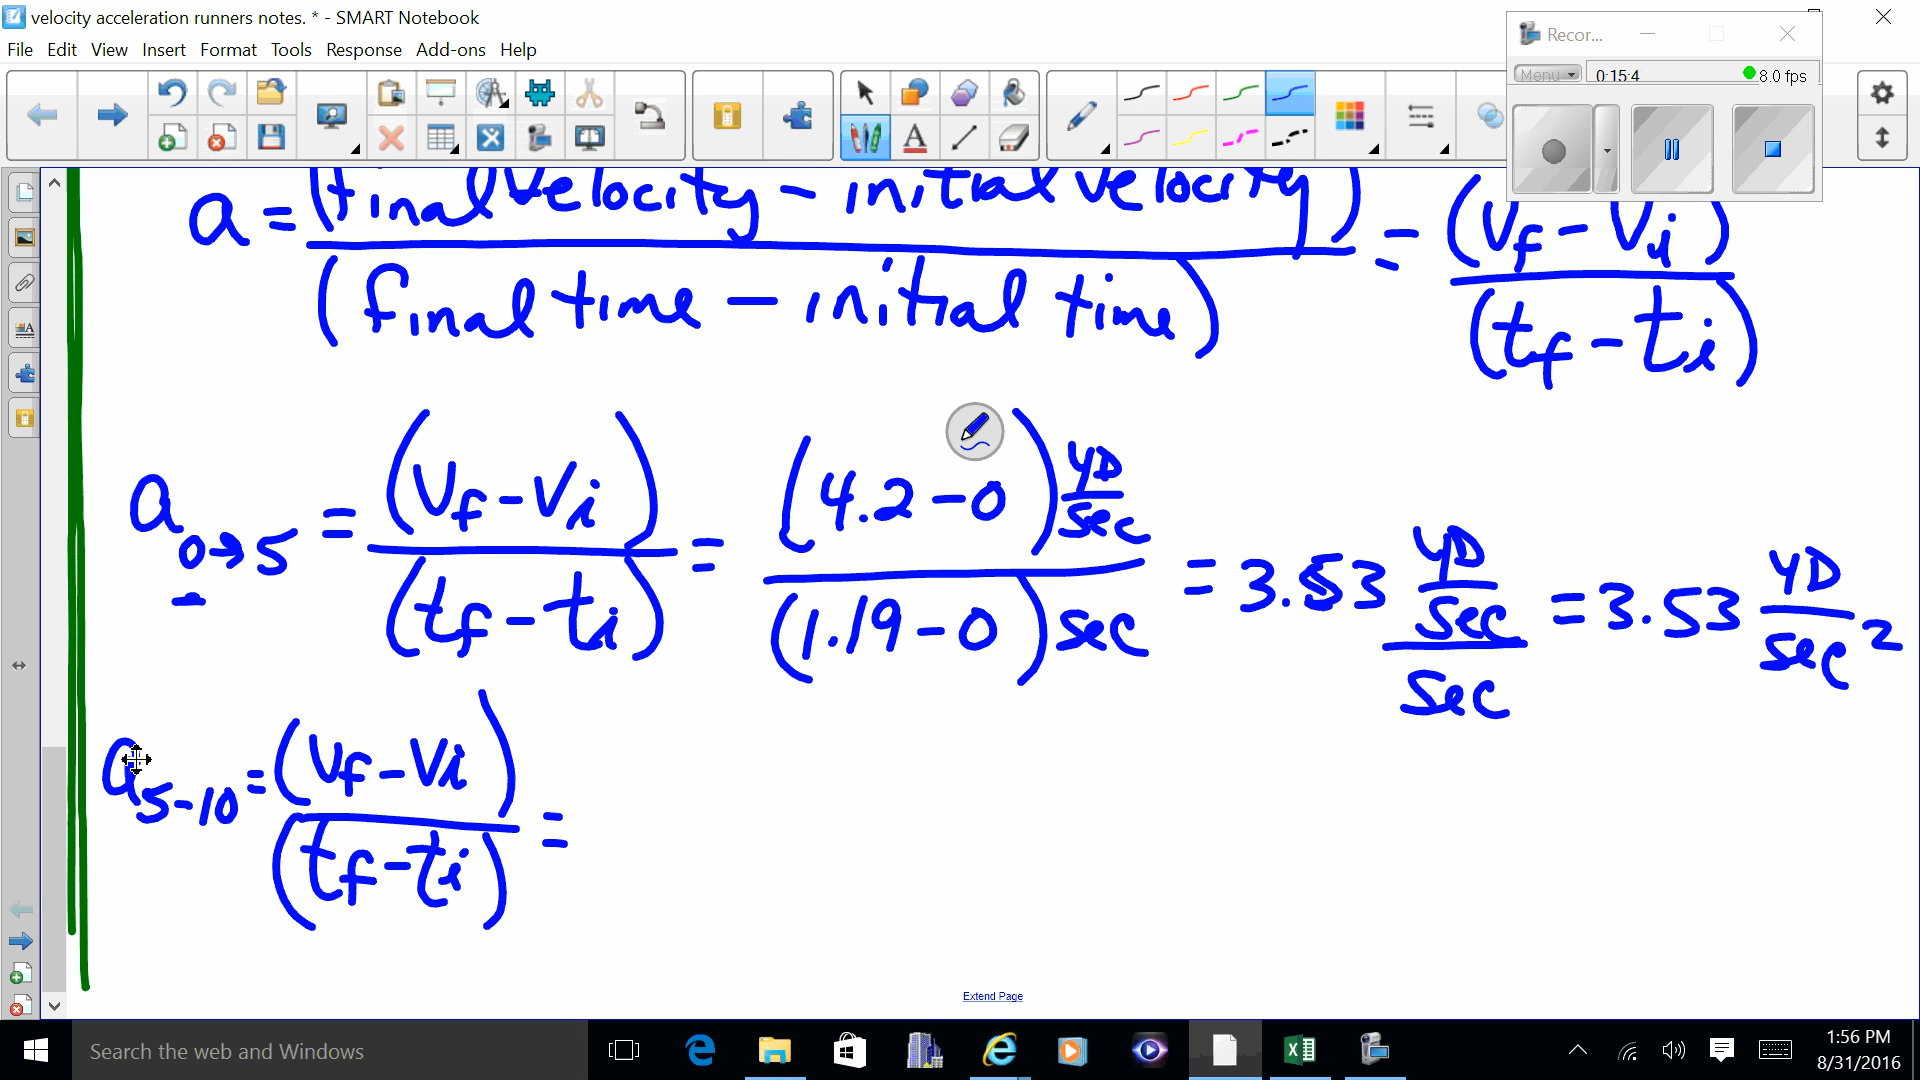 velocity acceleration runners notes. * - SMART Notebook
File Edit View Insert Format Tools Response Add-ons Help
Recor...
Menu 0:15:4 8.0 fps
a = (final velocity - initial velocity) / (final time - initial time) = (Vf - Vi) / (tf - ti)
a 0→5 = (Vf - Vi) / (tf - ti) = (4.2 - 0) YD/sec / (1.19 - 0) sec = 3.53 YD/sec / sec = 3.53 YD/sec²
a 5-10 = (Vf - Vi) / (tf - ti) =
Extend Page
Search the web and Windows
1:56 PM
8/31/2016